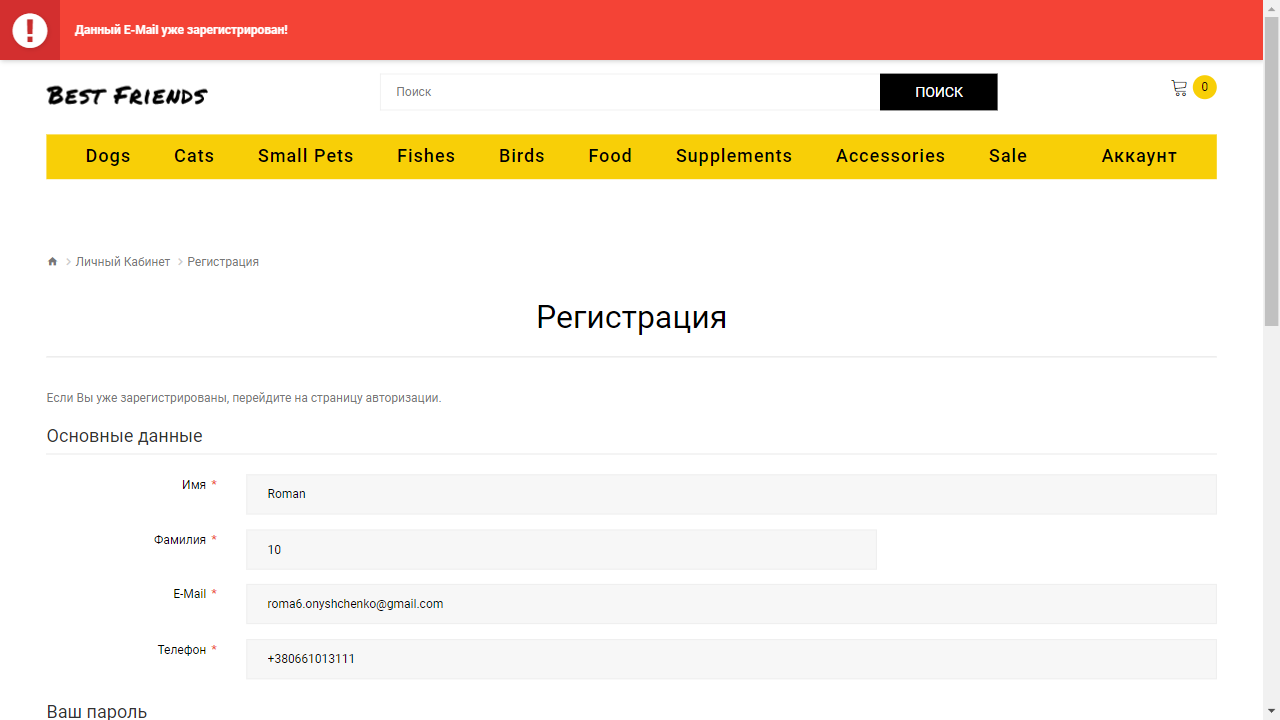 Данный E-Mail уже зарегистрирован!
Best Friends
Поиск
ПОИСК
0
Dogs Cats Small Pets Fishes Birds Food Supplements Accessories Sale Аккаунт
Личный Кабинет Регистрация
Регистрация
Если Вы уже зарегистрированы, перейдите на страницу авторизации.
Основные данные
Имя * Roman
Фамилия * 10
E-Mail * roma6.onyshchenko@gmail.com
Телефон * +380661013111
Ваш пароль